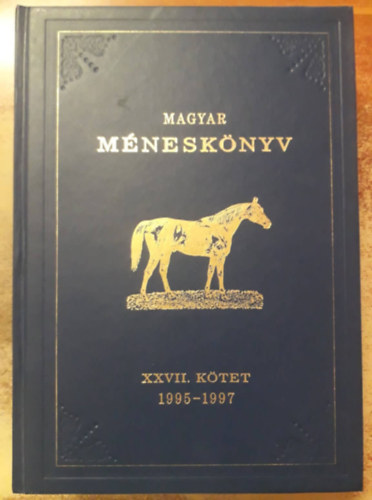 MAGYAR
MÉNESKÖNYV
XXVII. KÖTET
1995-1997